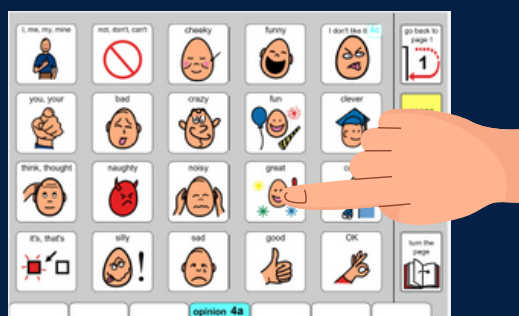 I, me, my, mine
not, don't, can't
cheeky
funny
I don't like it 4c
go back to
page 1
1
you, your
bad
crazy
fun
clever
think, thought
naughty
noisy
great
it's, that's
silly
sad
good
OK
turn the
page
opinion 4a